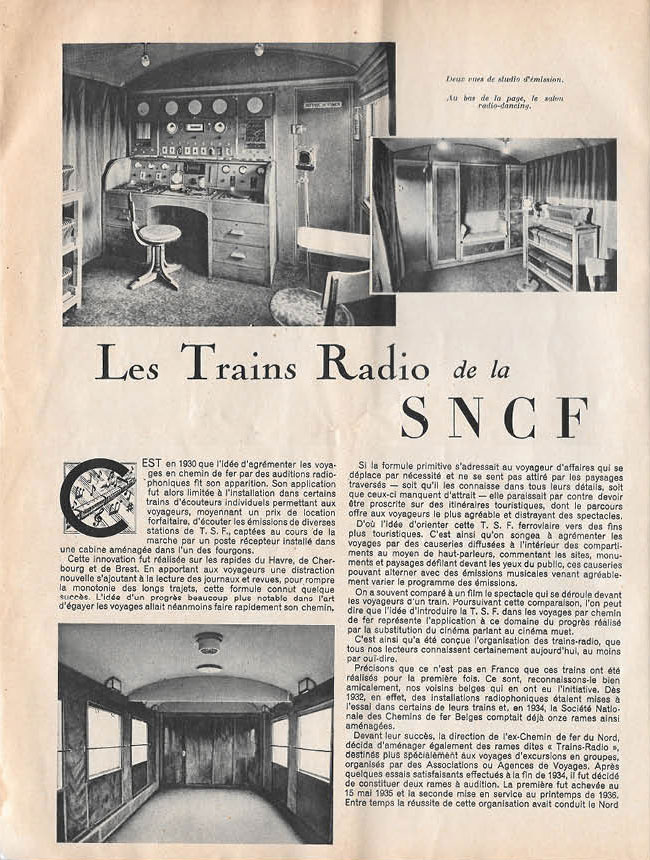 Deux vues de studio d'émission.
Au bas de la page, le salon
radio-dancing.
Les Trains Radio de la
SNCF
C'EST en 1930 que l'idée d'agrémenter les voya-
ges en chemin de fer par des auditions radio-
phoniques fit son apparition. Son application
fut alors limitée à l'installation dans certains
trains d'écouteurs individuels permettant aux
voyageurs, moyennant un prix de location
forfaitaire, d'écouter les émissions de diverses
stations de T. S. F., captées au cours de la
marche par un poste récepteur installé dans
une cabine aménagée dans l'un des fourgons.
Cette innovation fut réalisée sur les rapides du Havre, de Cher-
bourg et de Brest. En apportant aux voyageurs une distraction
nouvelle s'ajoutant à la lecture des journaux et revues, pour rompre
la monotonie des longs trajets, cette formule connut quelque
succès. L'idée d'un progrès beaucoup plus notable dans l'art
d'égayer les voyages allait néanmoins faire rapidement son chemin.
Si la formule primitive s'adressait au voyageur d'affaires qui se
déplace par nécessité et ne se sent pas attiré par les paysages
traversés — soit qu'il les connaisse dans tous leurs détails, soit
que ceux-ci manquent d'attrait — elle paraissait par contre devoir
être proscrite sur des itinéraires touristiques, dont le parcours
offre aux voyageurs le plus agréable et distrayant des spectacles.
D'où l'idée d'orienter cette T. S. F. ferroviaire vers des fins
plus touristiques. C'est ainsi qu'on songea à agrémenter les
voyages par des causeries diffusées à l'intérieur des comparti-
ments au moyen de haut-parleurs, commentant les sites, monu-
ments et paysages défilant devant les yeux du public, ces causeries
pouvant alterner avec des émissions musicales venant agréable-
ment varier le programme des émissions.
On a souvent comparé à un film le spectacle qui se déroule devant
les voyageurs d'un train. Poursuivant cette comparaison, l'on peut
dire que l'idée d'introduire la T. S. F. dans les voyages par chemin
de fer représente l'application à ce domaine du progrès réalisé
par la substitution du cinéma parlant au cinéma muet.
C'est ainsi qu'a été conçue l'organisation des trains-radio, que
tous nos lecteurs connaissent certainement aujourd'hui, au moins
par ouï-dire.
Précisons que ce n'est pas en France que ces trains ont été
réalisés pour la première fois. Ce sont, reconnaissons-le bien
amicalement, nos voisins belges qui en ont eu l'initiative. Dès
1932, en effet, des installations radiophoniques étaient mises à
l'essai dans certains de leurs trains et, en 1934, la Société Natio-
nale des Chemins de fer Belges comptait déjà onze rames ainsi
aménagées.
Devant leur succès, la direction de l'ex-Chemin de fer du Nord,
décida d'aménager également des rames dites « Trains-Radio »,
destinés plus spécialement aux voyages d'excursions en groupes,
organisés par des Associations ou Agences de Voyages. Après
quelques essais satisfaisants effectués à la fin de 1934, il fut décidé
de constituer deux rames à audition. La première fut achevée au
15 mai 1935 et la seconde mise en service au printemps de 1936.
Entre temps la réussite de cette organisation avait conduit le Nord